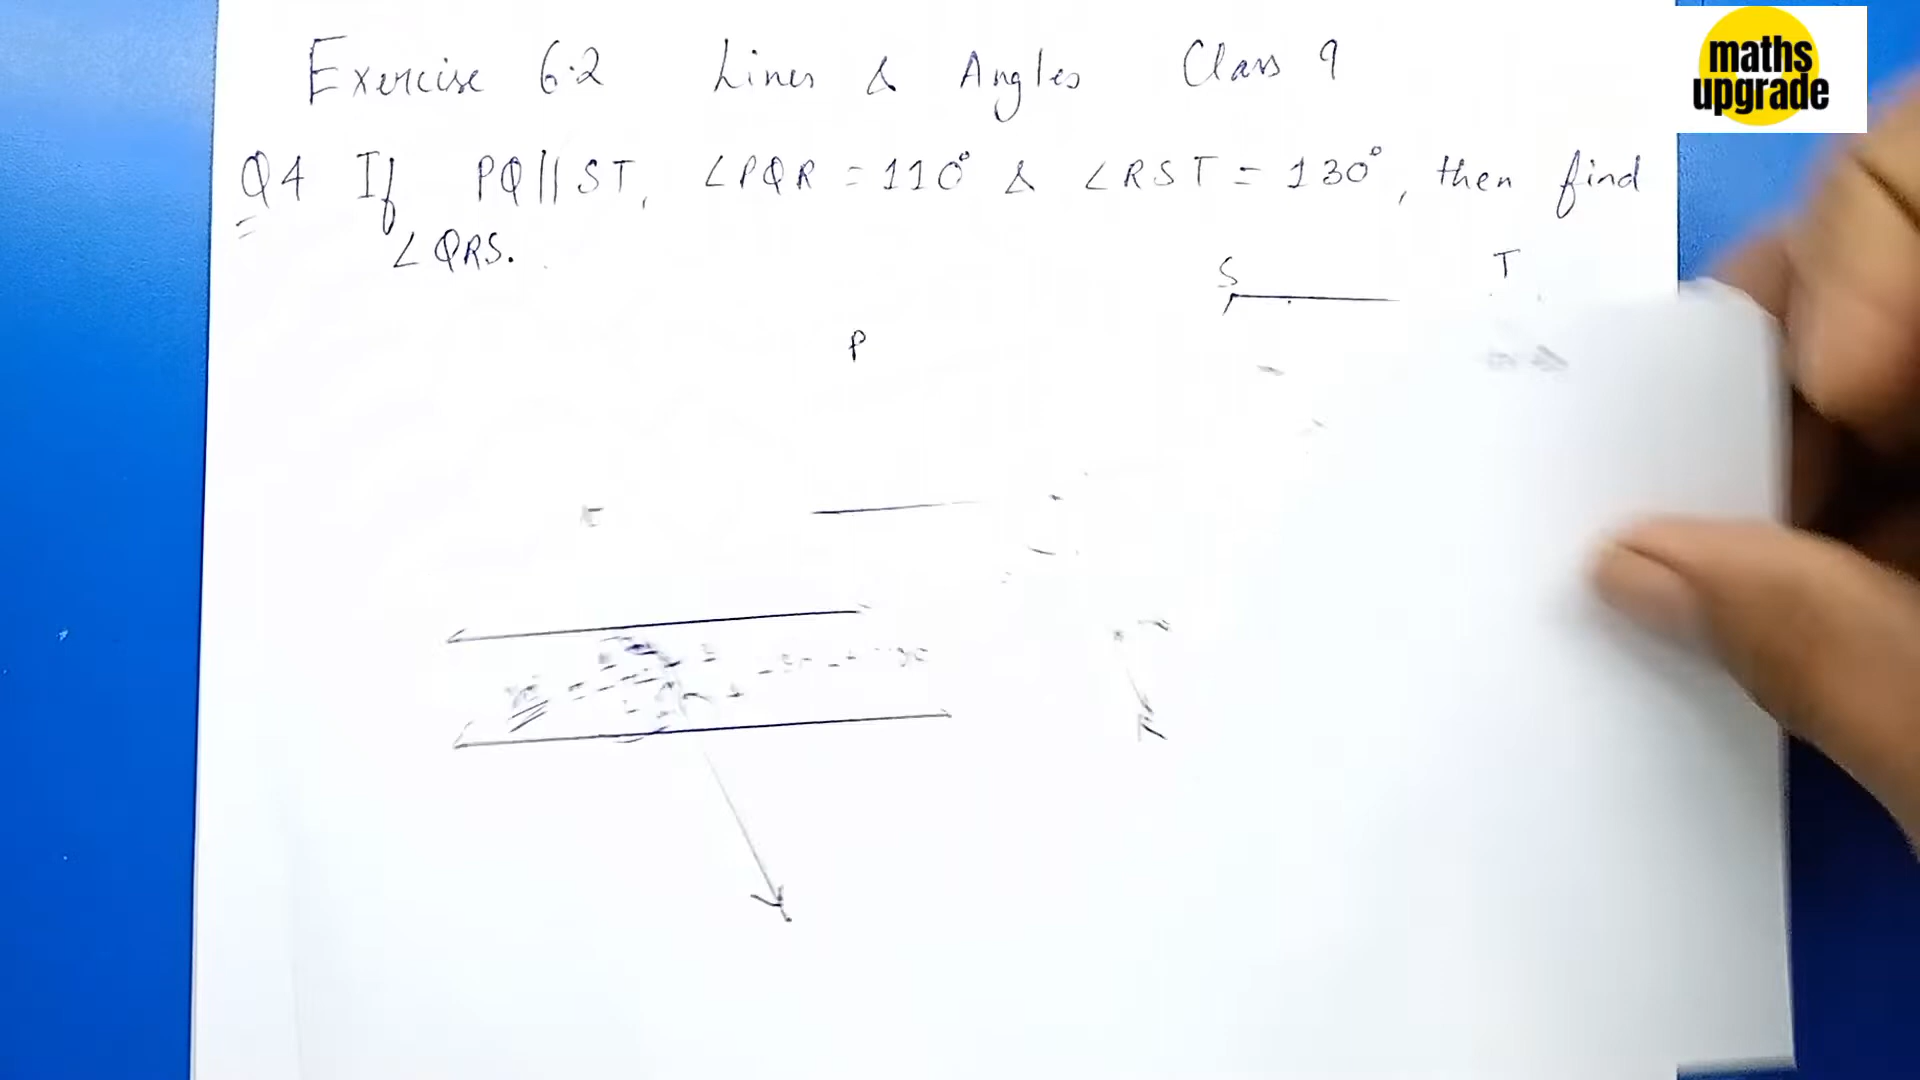 maths
upgrade
Exercise 6.2 Lines & Angles Class 9
Q4 If PQ||ST, ∠PQR = 110° & ∠RST = 130°, then find
∠QRS.
S T
P